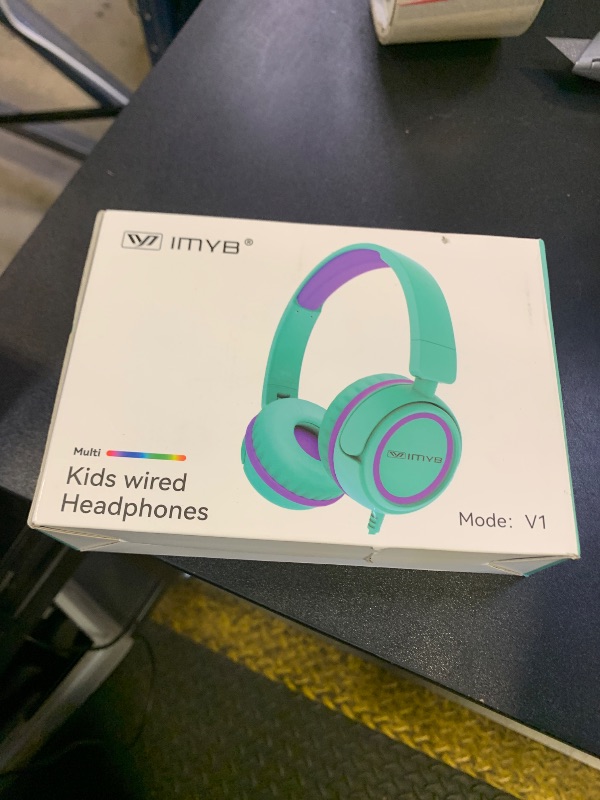 IMYB®
IMYB
Multi
Kids wired
Headphones
Mode: V1